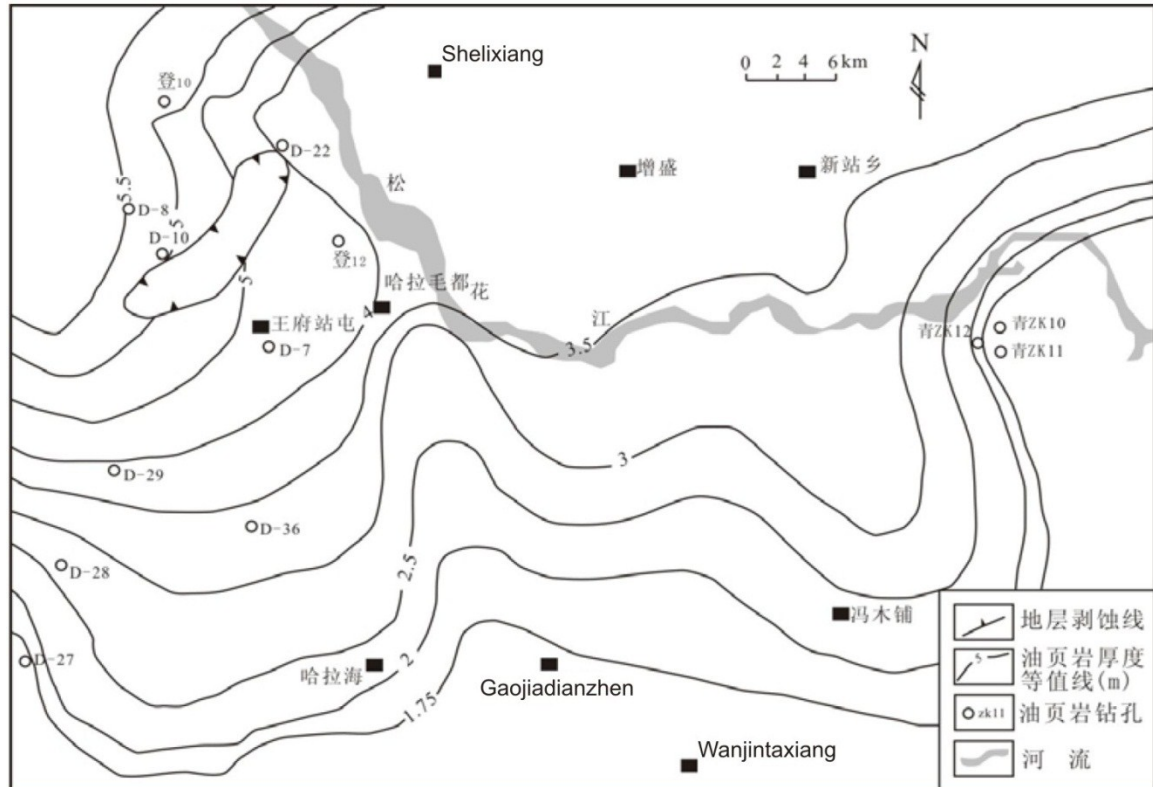 Shelixiang
0 2 4 6 km
N
登10
D-22
松
增盛
新站乡
5.5
D-8
5
D-10
登12
5
哈拉毛都
花
4
江
王府站屯
D-7
3.5
青ZK12
青ZK10
青ZK11
D-29
3
D-36
2.5
D-28
冯木铺
D-27
哈拉海
2
Gaojiadianzhen
1.75
Wanjintaxiang
地层剥蚀线
5
油页岩厚度
等值线(m)
zk11
油页岩钻孔
河 流